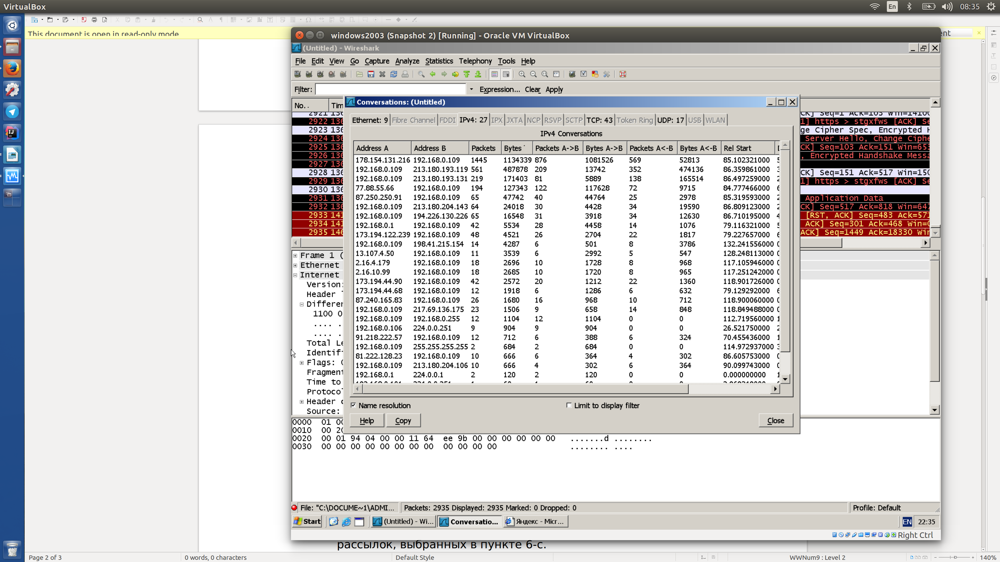 VirtualBox
En
08:35
This document is open in read-only mode
ent
windows2003 (Snapshot 2) [Running] - Oracle VM VirtualBox
(Untitled) - Wireshark
File Edit View Go Capture Analyze Statistics Telephony Tools Help
Filter: Expression... Clear Apply
No. . Tim
Conversations: (Untitled)
Ethernet: 9 Fibre Channel FDDI IPv4: 27 IPX JXTA NCP RSVP SCTP TCP: 43 Token Ring UDP: 17 USB WLAN
IPv4 Conversations
Address A Address B Packets Bytes Packets A->B Bytes A->B Packets A<-B Bytes A<-B Rel Start
178.154.131.216 192.168.0.109 1445 1134339 876 1081526 569 52813 85.102321000
192.168.0.109 213.180.193.119 561 487878 209 13742 352 474136 86.359861000
192.168.0.109 213.180.193.131 219 171403 81 5889 138 165514 86.497259000
77.88.55.66 192.168.0.109 194 127343 122 117628 72 9715 84.777466000
87.250.250.91 192.168.0.109 65 47742 40 44764 25 2978 85.319593000
192.168.0.109 213.180.204.143 64 24018 30 4428 34 19590 86.809123000
192.168.0.109 194.226.130.226 65 16548 31 3918 34 12630 86.710195000
192.168.0.1 192.168.0.109 42 5534 28 4458 14 1076 79.116321000
173.194.122.239 192.168.0.109 48 4521 26 2704 22 1817 79.227657000
192.168.0.109 198.41.215.154 14 4287 6 501 8 3786 132.241556000
13.107.4.50 192.168.0.109 11 3539 6 2992 5 547 128.248113000
2.16.4.179 192.168.0.109 18 2696 10 1728 8 968 117.105946000
2.16.10.99 192.168.0.109 18 2685 10 1720 8 965 117.251242000
173.194.44.90 192.168.0.109 42 2572 20 1212 22 1360 118.901726000
173.194.44.68 192.168.0.109 12 1918 6 1286 6 632 79.129292000
87.240.165.83 192.168.0.109 26 1680 16 968 10 712 118.900060000
192.168.0.109 217.69.136.175 23 1506 9 658 14 848 118.849488000
192.168.0.109 192.168.0.255 12 1104 12 1104 0 0 112.719560000
192.168.0.106 224.0.0.251 9 904 9 904 0 0 26.521750000
91.218.222.57 192.168.0.109 12 712 6 388 6 324 70.455436000
192.168.0.109 255.255.255.255 2 684 2 684 0 0 114.972937000
81.222.128.23 192.168.0.109 10 666 6 364 4 302 86.605753000
192.168.0.109 213.180.204.106 10 666 4 302 6 364 90.099743000
192.168.0.1 224.0.0.1 2 120 2 120 0 0 0.000000000
Name resolution
Limit to display filter
Help Copy Close
2921 136
2922 136
2923 136
2924 136
2925 136
2926 136
2927 136
2928 136
2929 136
2930 136
2931 136
2932 136
2933 141
2934 141
2935 146
CK] Seq=1 Ack=103 Win=14100
1] https > stgxfws [ACK] Se
ge Cipher Spec, Encrypted H
Server Hello, Change Ciphe
CK] Seq=103 Ack=151 Win=653
, Encrypted Handshake Messa
CK] Seq=151 Ack=517 Win=150
1] https > stgxfws [ACK] Se
Application Data
CK] Seq=517 Ack=818 Win=647
[RST, ACK] Seq=483 Ack=571
ACK] Seq=301 Ack=468 Win=0
ACK] Seq=1449 Ack=18330 Win
Frame 1 (
Ethernet
Internet
Version:
Header
Differen
1100 0
.... .
.... .
Total Le
Identif
Flags: (
Fragment
Time to
Protocol
Header c
Source:
0000 01 00
0010 00 20
0020 00 01 94 04 00 00 11 64 ee 9b 00 00 00 00 00 00 .......d ........
0030 00 00 00 00 00 00 00 00 00 00 00 00 ........ ....
File: "C:\DOCUME~1\ADMI... Packets: 2935 Displayed: 2935 Marked: 0 Dropped: 0 Profile: Default
Start (Untitled) - Wi... Conversatio... Яндекс - Micr... EN 22:35
Right Ctrl
рассылок, выбранных в пункте 6-с.
Page 2 of 3 0 words, 0 characters Default Style WWNum9 : Level 2 140%